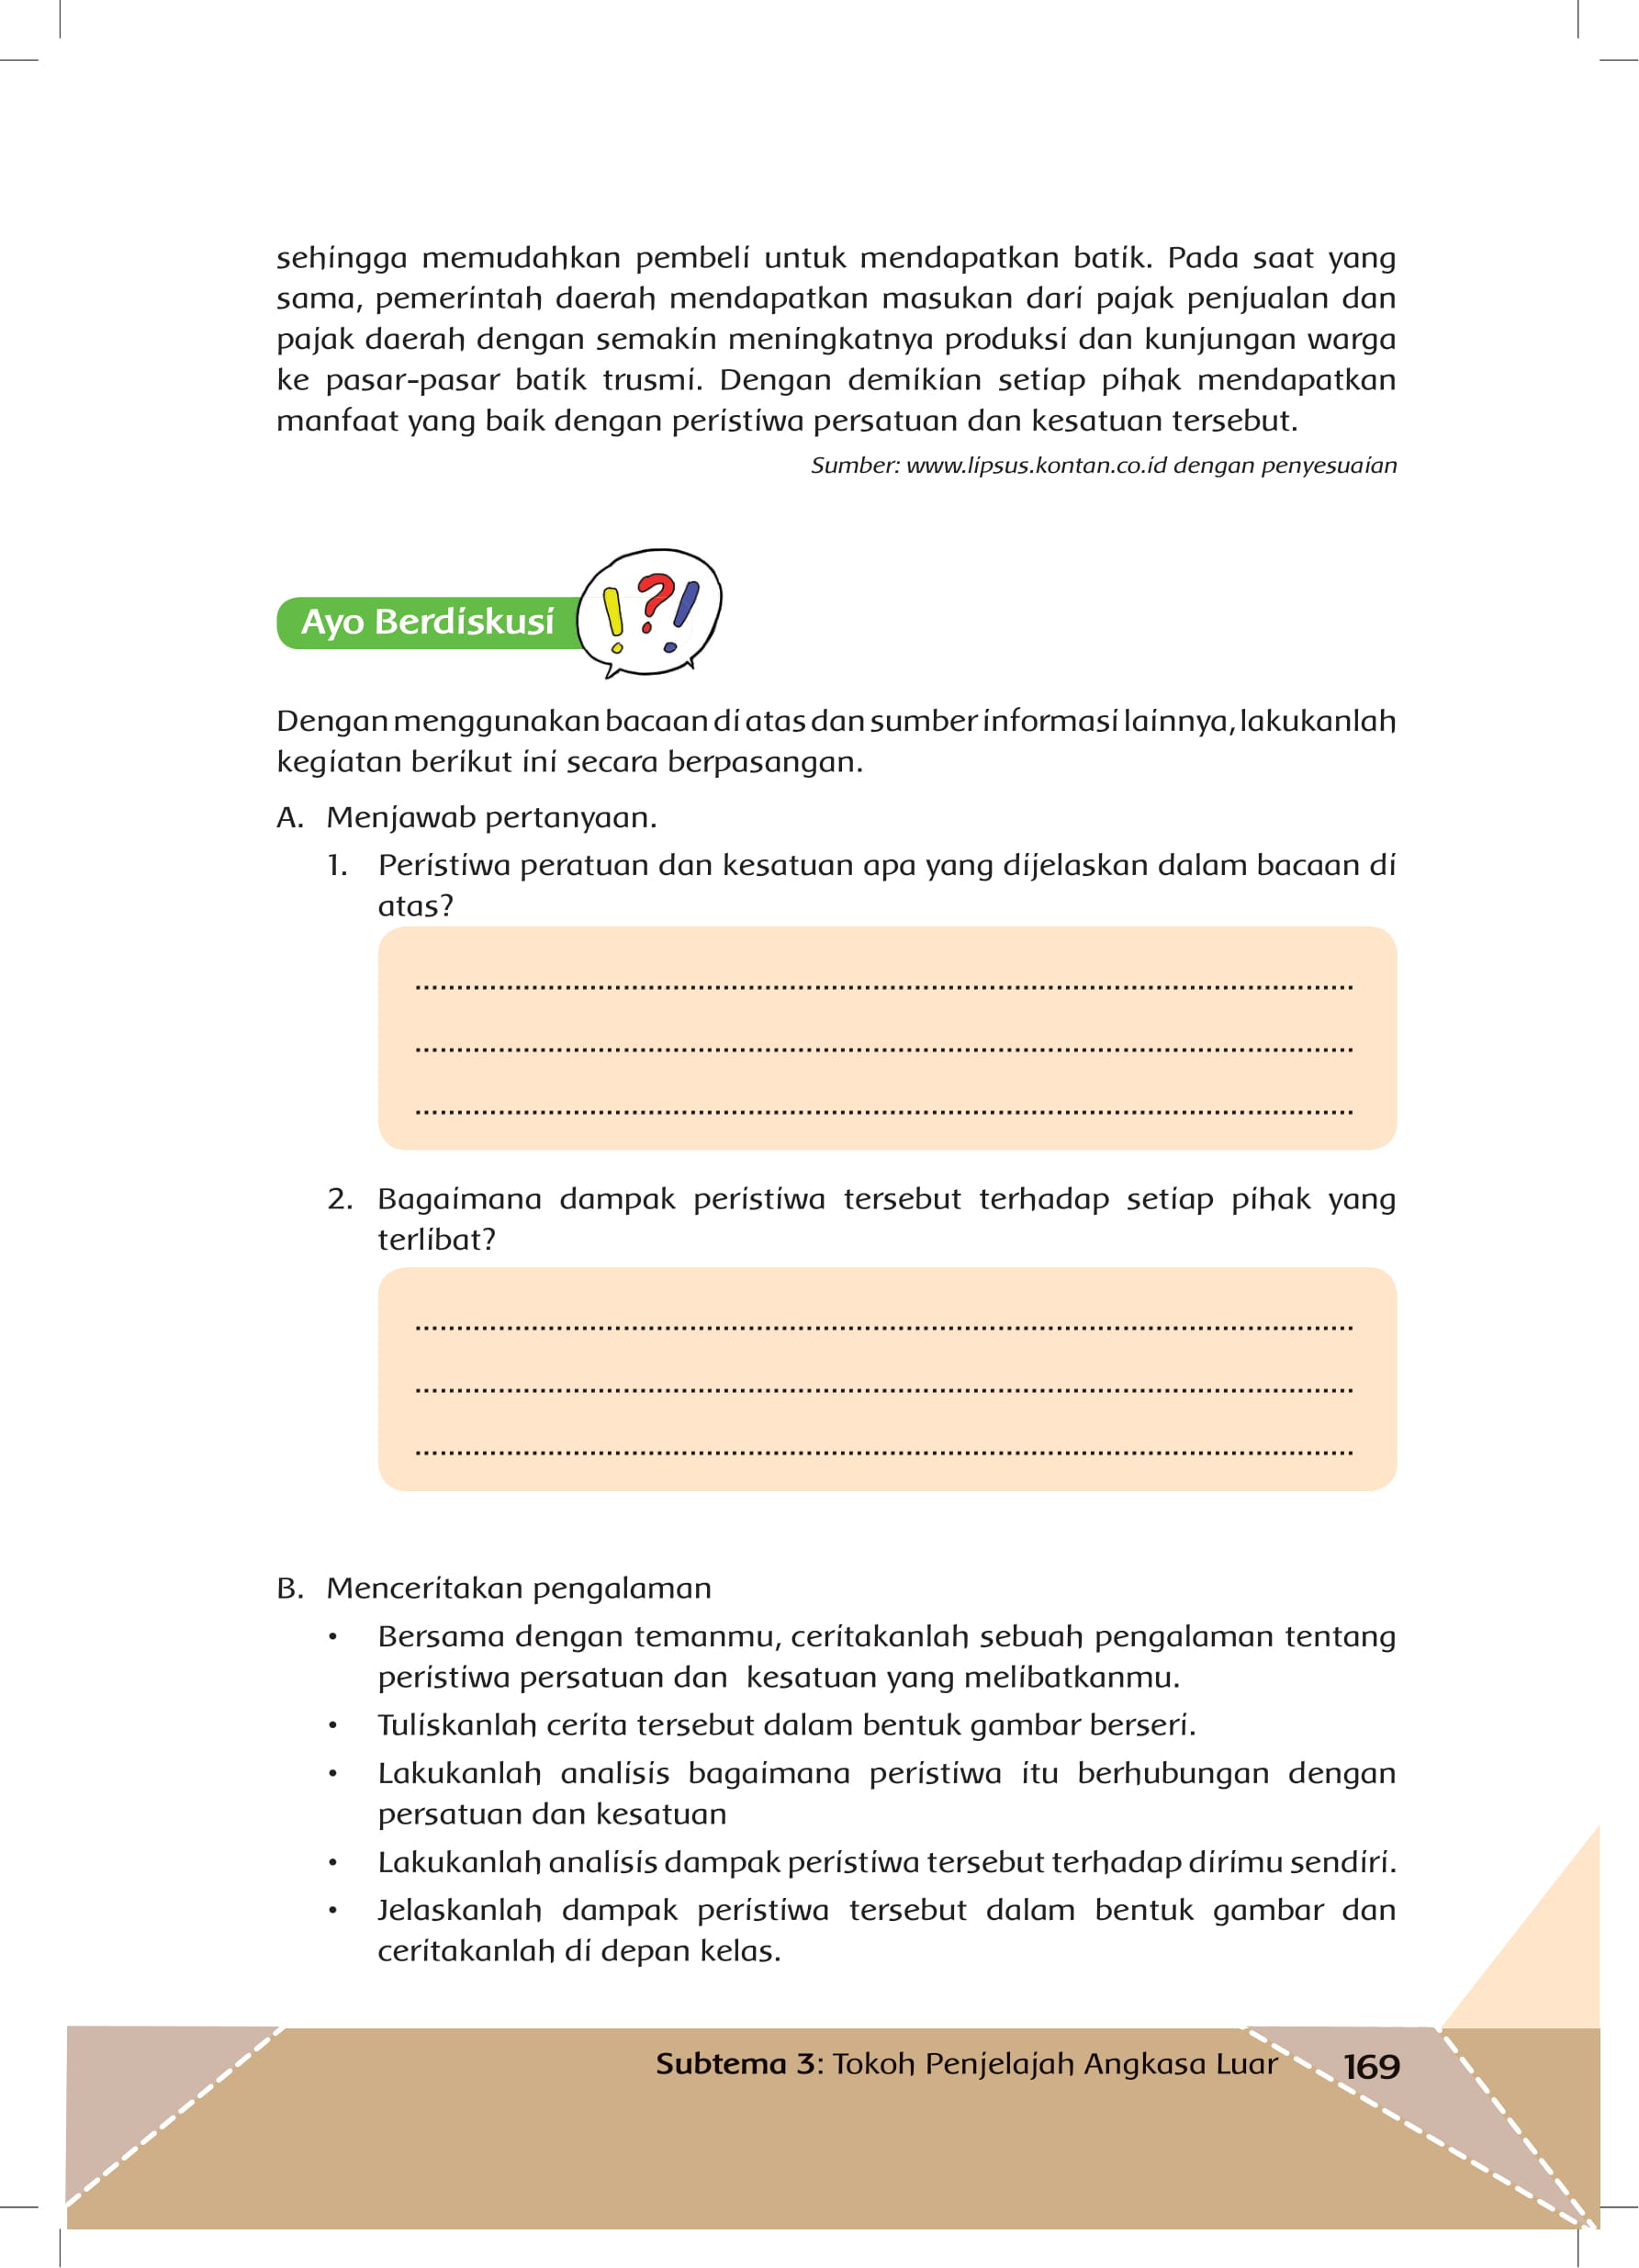 sehingga memudahkan pembeli untuk mendapatkan batik. Pada saat yang
sama, pemerintah daerah mendapatkan masukan dari pajak penjualan dan
pajak daerah dengan semakin meningkatnya produksi dan kunjungan warga
ke pasar-pasar batik trusmi. Dengan demikian setiap pihak mendapatkan
manfaat yang baik dengan peristiwa persatuan dan kesatuan tersebut.
Sumber: www.lipsus.kontan.co.id dengan penyesuaian
Ayo Berdiskusi
! ? !
Dengan menggunakan bacaan di atas dan sumber informasi lainnya, lakukanlah
kegiatan berikut ini secara berpasangan.
A. Menjawab pertanyaan.
1. Peristiwa peratuan dan kesatuan apa yang dijelaskan dalam bacaan di
atas?
2. Bagaimana dampak peristiwa tersebut terhadap setiap pihak yang
terlibat?
B. Menceritakan pengalaman
• Bersama dengan temanmu, ceritakanlah sebuah pengalaman tentang
peristiwa persatuan dan kesatuan yang melibatkanmu.
• Tuliskanlah cerita tersebut dalam bentuk gambar berseri.
• Lakukanlah analisis bagaimana peristiwa itu berhubungan dengan
persatuan dan kesatuan
• Lakukanlah analisis dampak peristiwa tersebut terhadap dirimu sendiri.
• Jelaskanlah dampak peristiwa tersebut dalam bentuk gambar dan
ceritakanlah di depan kelas.
Subtema 3: Tokoh Penjelajah Angkasa Luar 169